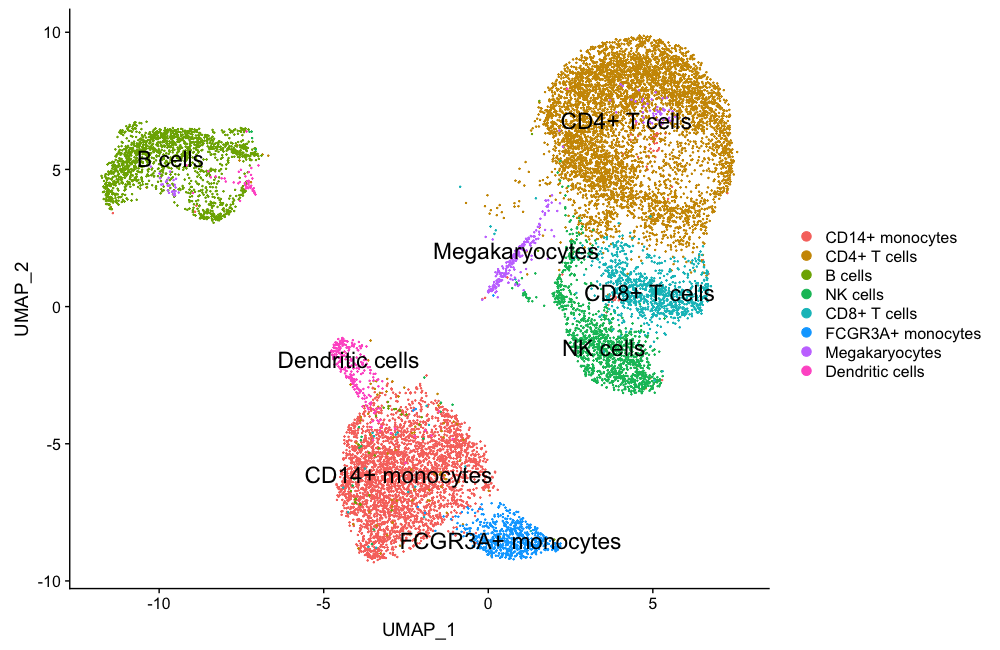 10
5
0
-5
-10
UMAP_2
-10
-5
0
5
UMAP_1
B cells
CD4+ T cells
Megakaryocytes
CD8+ T cells
NK cells
Dendritic cells
CD14+ monocytes
FCGR3A+ monocytes
CD14+ monocytes
CD4+ T cells
B cells
NK cells
CD8+ T cells
FCGR3A+ monocytes
Megakaryocytes
Dendritic cells